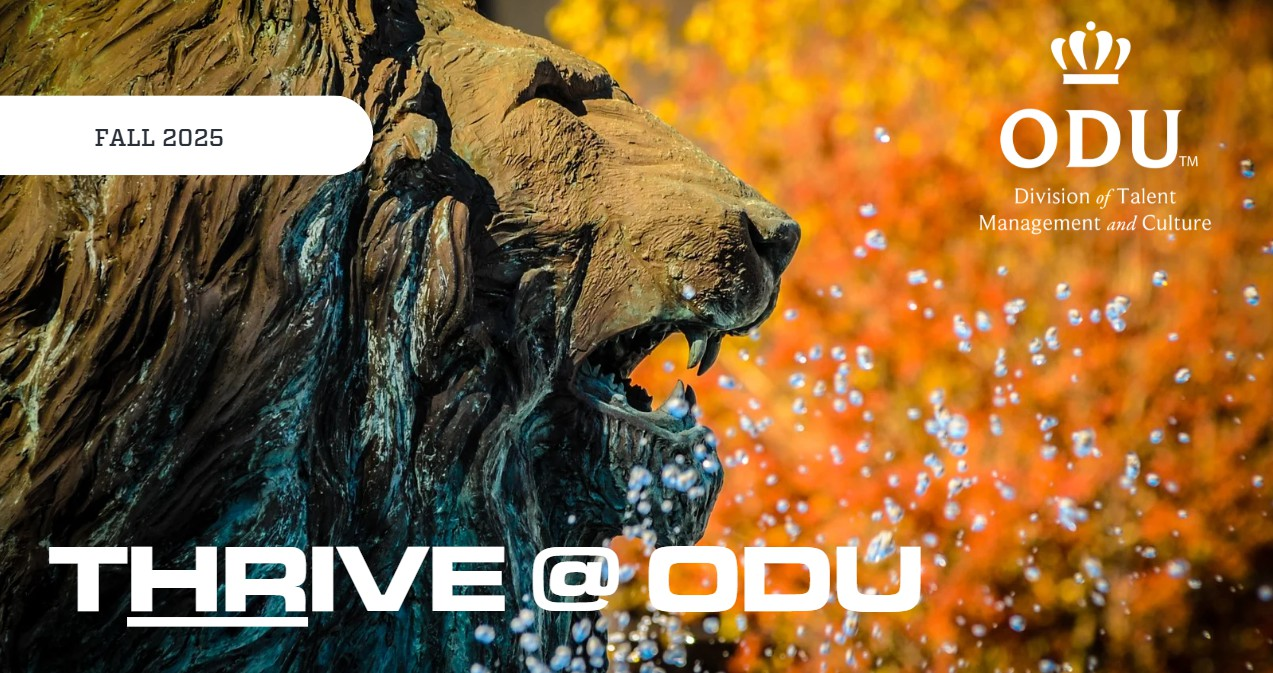 FALL 2025
ODU™
Division of Talent
Management and Culture
THRIVE @ ODU